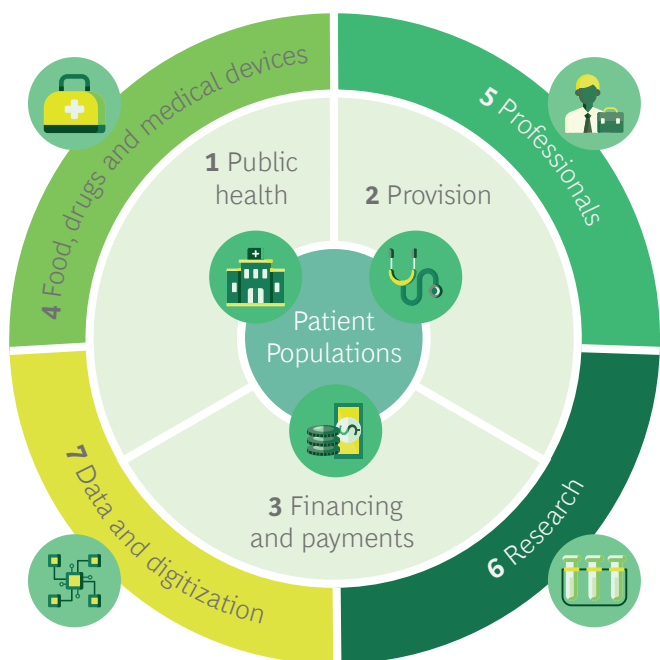 Patient
Populations
1 Public
health
2 Provision
3 Financing
and payments
4 Food, drugs and medical devices
5 Professionals
6 Research
7 Data and digitization
$